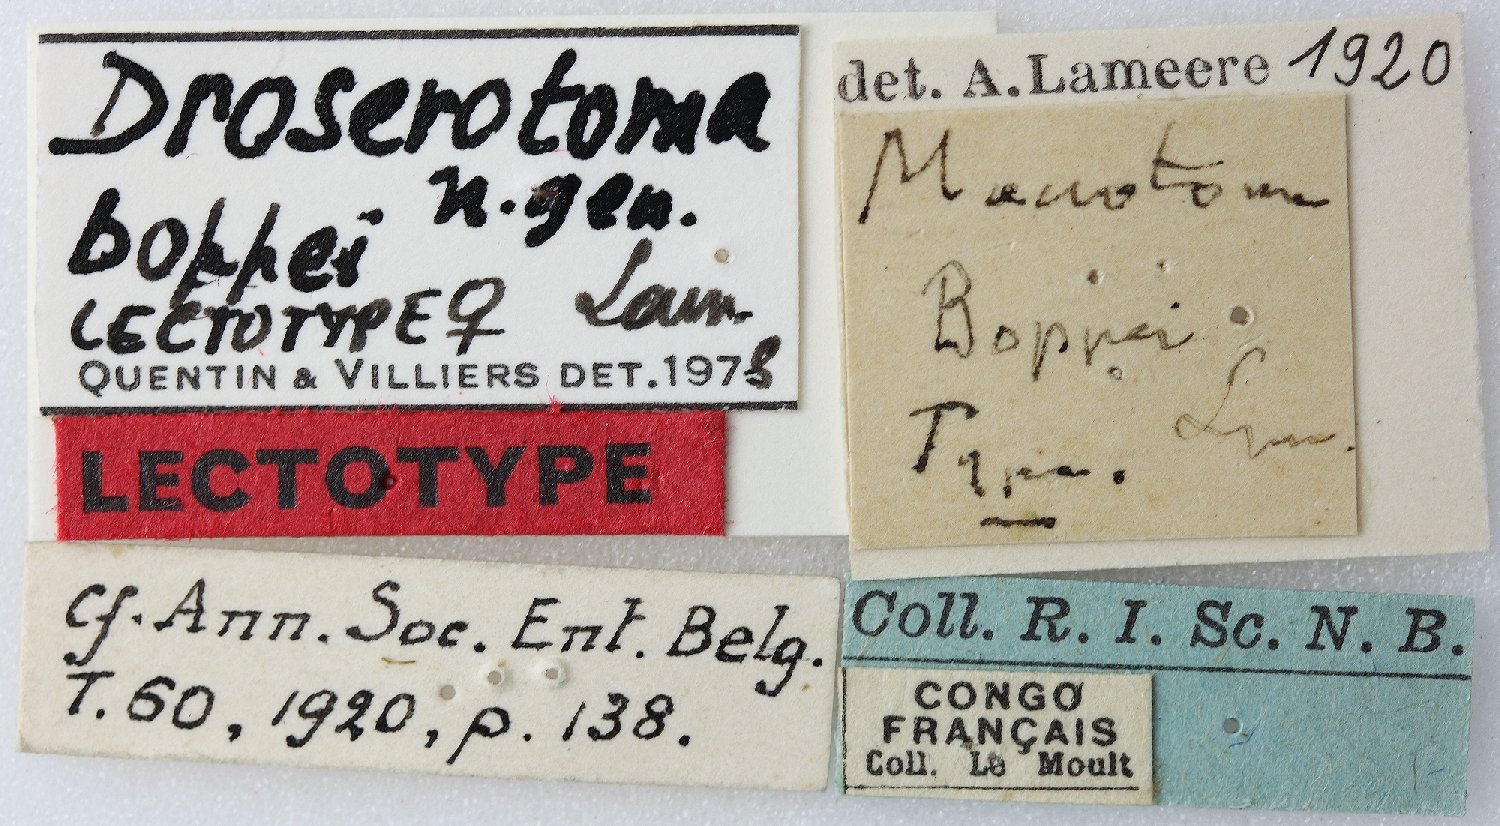 Droserotoma
n. gen.
boppei
LECTOTYPE ♀ Lam.
QUENTIN & VILLIERS DET. 1978
LECTOTYPE
det. A. Lameere 1920
Macrotoma
Boppei
Lam.
Type.
cf. Ann. Soc. Ent. Belg.
T. 60, 1920, p. 138.
Coll. R. I. Sc. N. B.
CONGO
FRANÇAIS
Coll. Le Moult